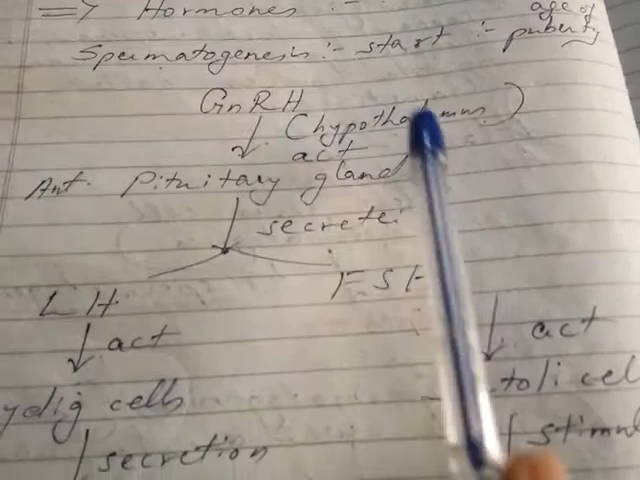 => Hormones :-
age of
Spermatogenesis :- start :- puberty
GnRH
(hypothalamus)
act
Ant. Pituitary gland
secrete
LH FSH
act act
ydig cells toli cel
secretion stimu